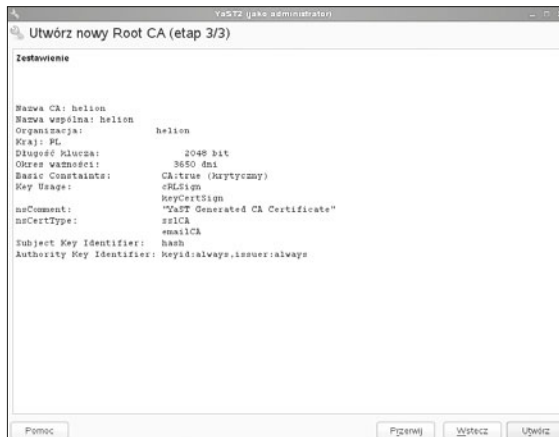 YaST2 (jako administrator)
Utwórz nowy Root CA (etap 3/3)
Zestawienie
Nazwa CA: helion
Nazwa wspólna: helion
Organizacja: helion
Kraj: PL
Długość klucza: 2048 bit
Okres ważności: 3650 dni
Basic Constaints: CA:true (krytyczny)
Key Usage: cRLSign
keyCertSign
nsComment: "YaST Generated CA Certificate"
nsCertType: sslCA
emailCA
Subject Key Identifier: hash
Authority Key Identifier: keyid:always,issuer:always
Pomoc Przerwij Wstecz Utwórz